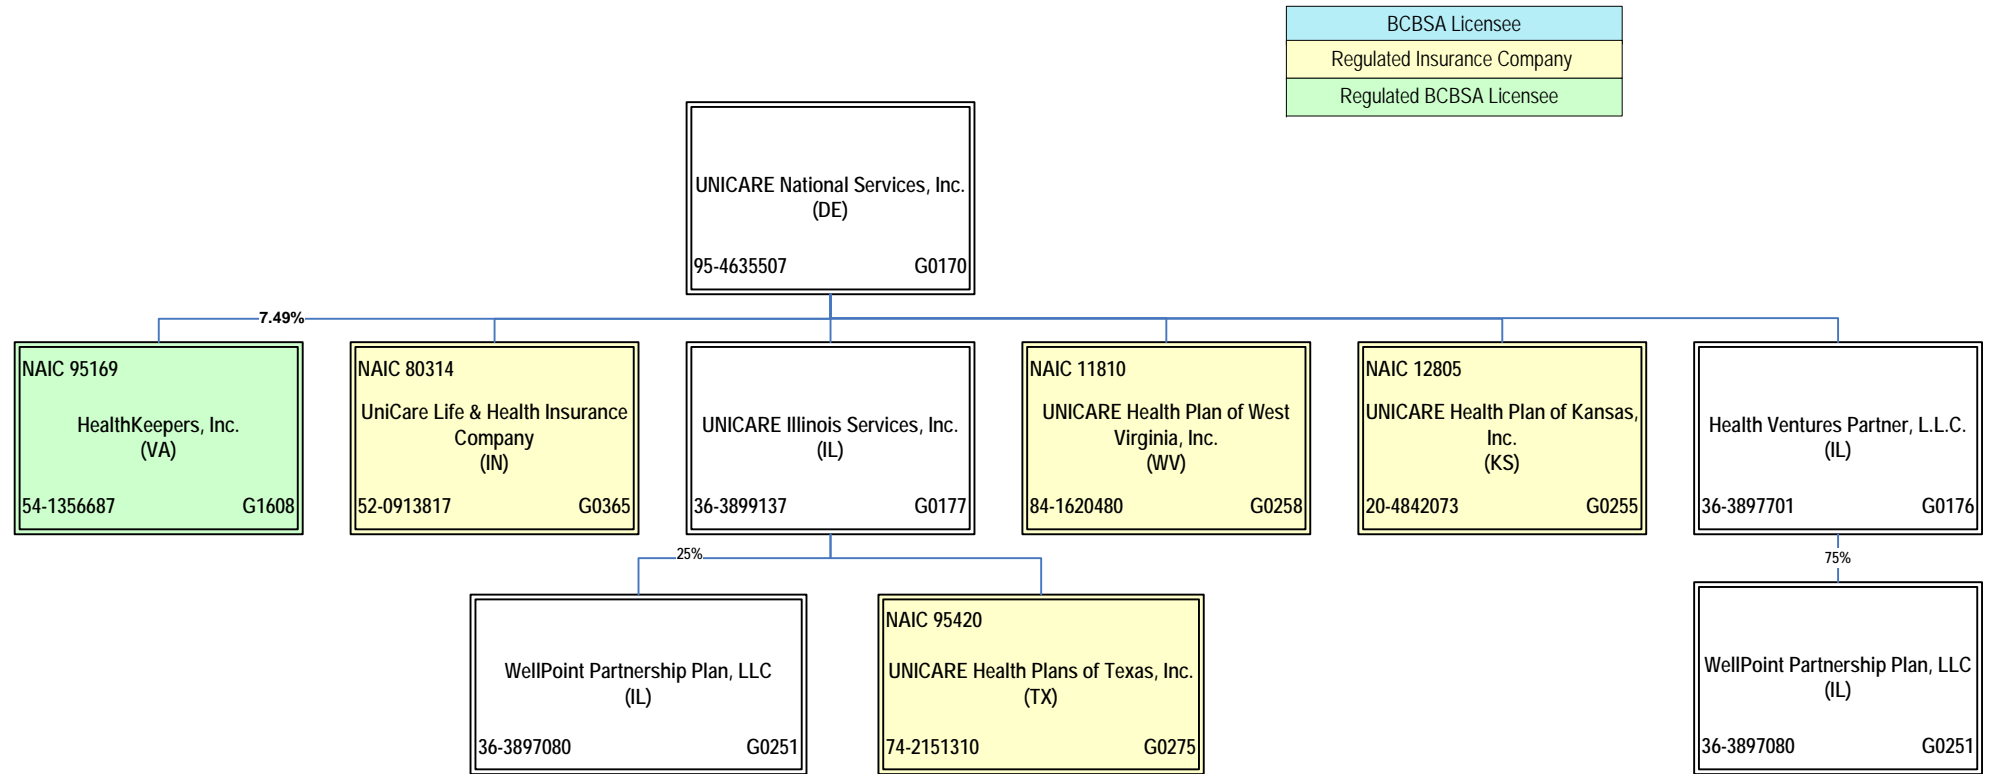 BCBSA Licensee
Regulated Insurance Company
Regulated BCBSA Licensee
UNICARE National Services, Inc.
(DE)
95-4635507 G0170
7.49%
NAIC 95169
HealthKeepers, Inc.
(VA)
54-1356687 G1608
NAIC 80314
UniCare Life & Health Insurance
Company
(IN)
52-0913817 G0365
UNICARE Illinois Services, Inc.
(IL)
36-3899137 G0177
NAIC 11810
UNICARE Health Plan of West
Virginia, Inc.
(WV)
84-1620480 G0258
NAIC 12805
UNICARE Health Plan of Kansas,
Inc.
(KS)
20-4842073 G0255
Health Ventures Partner, L.L.C.
(IL)
36-3897701 G0176
25%
75%
WellPoint Partnership Plan, LLC
(IL)
36-3897080 G0251
NAIC 95420
UNICARE Health Plans of Texas, Inc.
(TX)
74-2151310 G0275
WellPoint Partnership Plan, LLC
(IL)
36-3897080 G0251